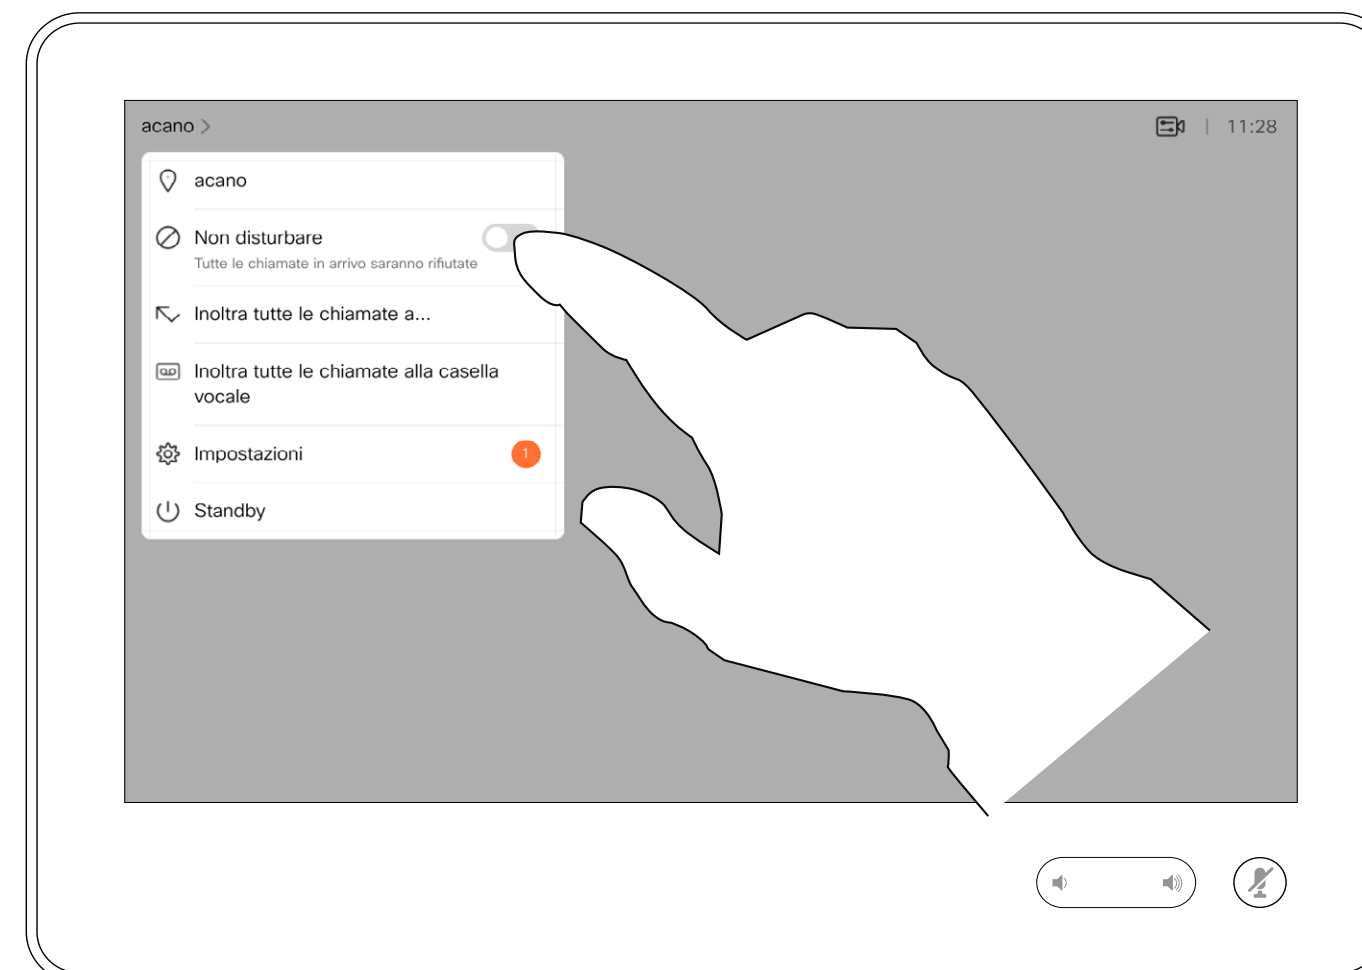 acano >
11:28
acano
Non disturbare
Tutte le chiamate in arrivo saranno rifiutate
Inoltra tutte le chiamate a...
Inoltra tutte le chiamate alla casella
vocale
Impostazioni 1
Standby